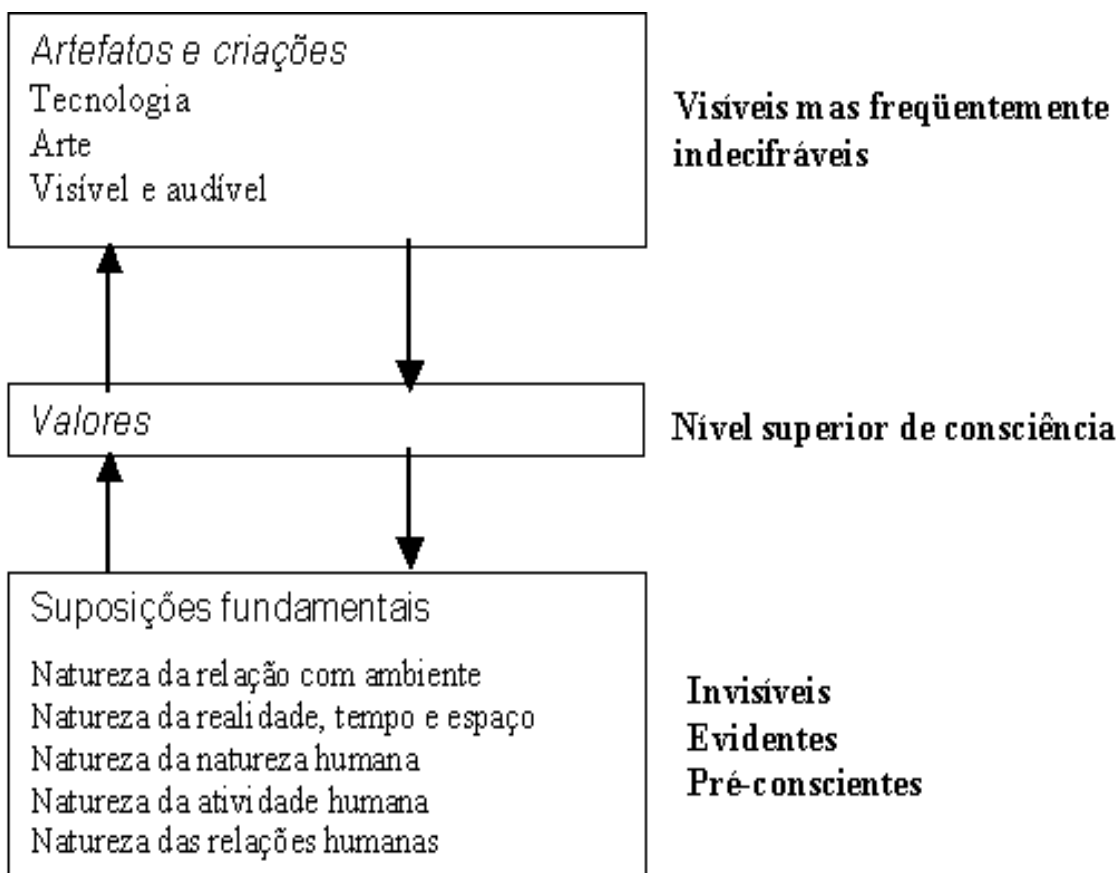 Artefatos e criações
Tecnologia
Arte
Visível e audível
Visíveis mas freqüentemente
indecifráveis
Valores
Nível superior de consciência
Suposições fundamentais
Natureza da relação com ambiente
Natureza da realidade, tempo e espaço
Natureza da natureza humana
Natureza da atividade humana
Natureza das relações humanas
Invisíveis
Evidentes
Pré-conscientes